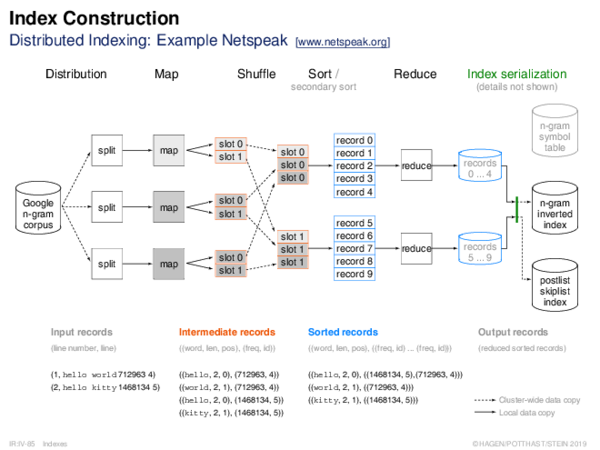 Index Construction
Distributed Indexing: Example Netspeak [www.netspeak.org]
Distribution Map Shuffle Sort / Reduce Index serialization
secondary sort (details not shown)
n-gram
symbol
table
Google
n-gram
corpus
split
split
split
map
map
map
slot 0
slot 1
slot 0
slot 1
slot 0
slot 1
slot 0
slot 0
slot 0
slot 1
slot 1
slot 1
record 0
record 1
record 2
record 3
record 4
record 5
record 6
record 7
record 8
record 9
reduce
reduce
records
0 ... 4
records
5 ... 9
n-gram
inverted
index
postlist
skiplist
index
Input records
(line number, line)
(1, hello world 712963 4)
(2, hello kitty 1468134 5)
Intermediate records
((word, len, pos), (freq, id))
((hello, 2, 0), (712963, 4))
((world, 2, 1), (712963, 4))
((hello, 2, 0), (1468134, 5))
((kitty, 2, 1), (1468134, 5))
Sorted records
((word, len, pos), ((freq, id) ... (freq, id)))
((hello, 2, 0), ((1468134, 5),(712963, 4)))
((world, 2, 1), ((712963, 4)))
((kitty, 2, 1), ((1468134, 5)))
Output records
(reduced sorted records)
Cluster-wide data copy
Local data copy
IR:IV-85 Indexes ©HAGEN/POTTHAST/STEIN 2019